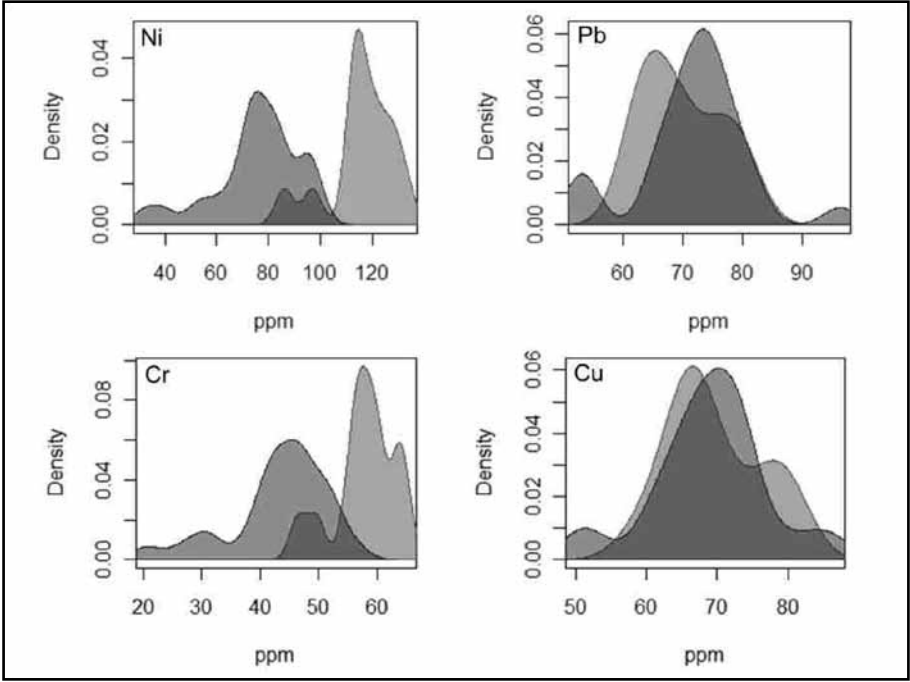 Ni
Density
0.00 0.02 0.04
40 60 80 100 120
ppm
Pb
Density
0.00 0.02 0.04 0.06
60 70 80 90
ppm
Cr
Density
0.00 0.04 0.08
20 30 40 50 60
ppm
Cu
Density
0.00 0.02 0.04 0.06
50 60 70 80
ppm